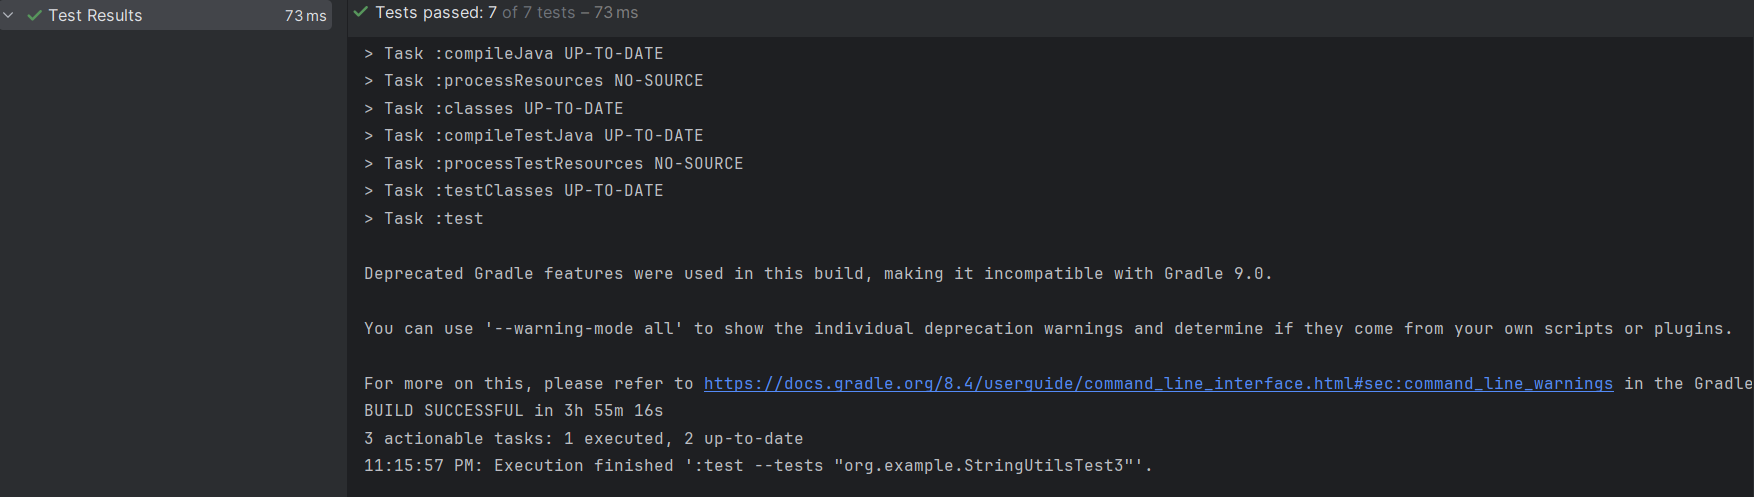 Test Results 73 ms
Tests passed: 7 of 7 tests – 73 ms
> Task :compileJava UP-TO-DATE
> Task :processResources NO-SOURCE
> Task :classes UP-TO-DATE
> Task :compileTestJava UP-TO-DATE
> Task :processTestResources NO-SOURCE
> Task :testClasses UP-TO-DATE
> Task :test
Deprecated Gradle features were used in this build, making it incompatible with Gradle 9.0.
You can use '--warning-mode all' to show the individual deprecation warnings and determine if they come from your own scripts or plugins.
For more on this, please refer to https://docs.gradle.org/8.4/userguide/command_line_interface.html#sec:command_line_warnings in the Gradle
BUILD SUCCESSFUL in 3h 55m 16s
3 actionable tasks: 1 executed, 2 up-to-date
11:15:57 PM: Execution finished ':test --tests "org.example.StringUtilsTest3"'.